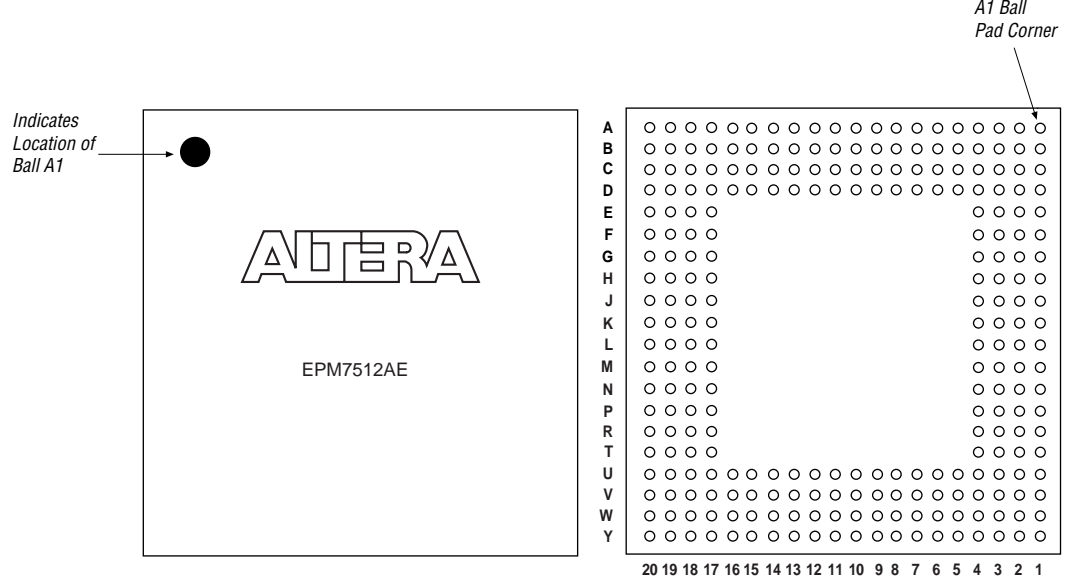 A1 Ball
Pad Corner
Indicates
Location of
Ball A1
ALTERA
EPM7512AE
A
B
C
D
E
F
G
H
J
K
L
M
N
P
R
T
U
V
W
Y
20 19 18 17 16 15 14 13 12 11 10 9 8 7 6 5 4 3 2 1